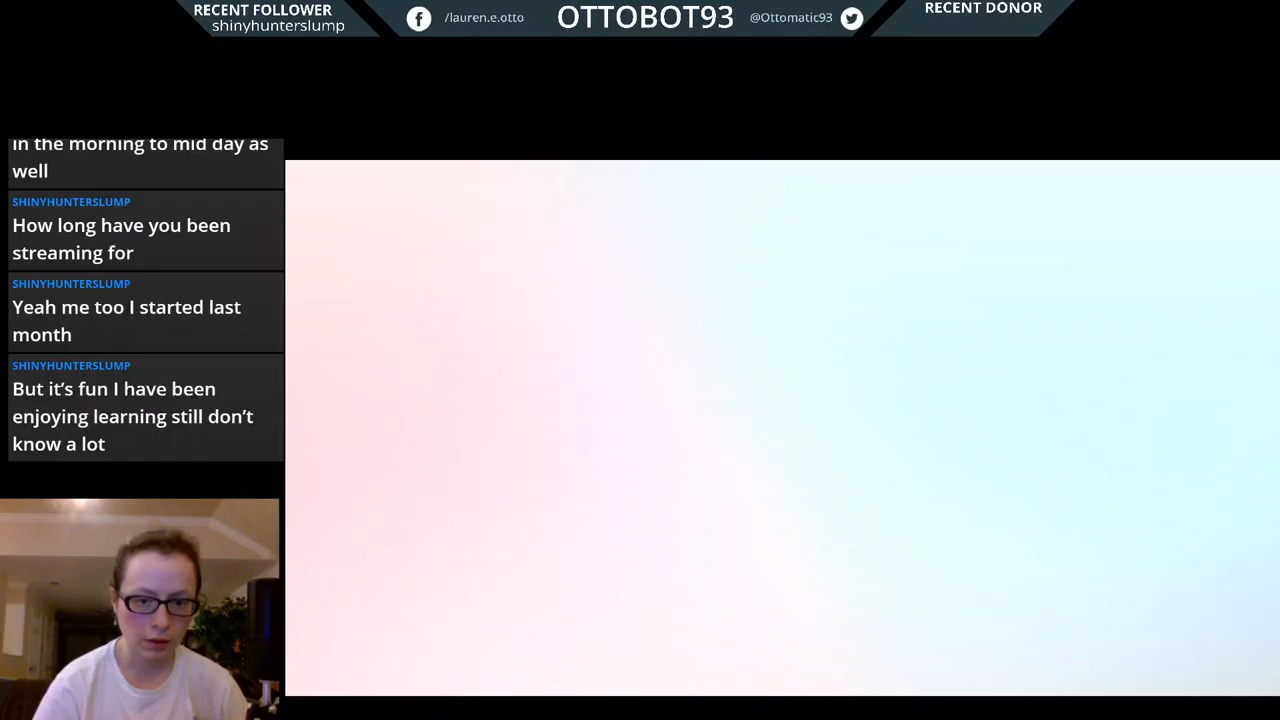 RECENT FOLLOWER
shinyhunterslump
/lauren.e.otto
OTTOBOT93
@Ottomatic93
RECENT DONOR
in the morning to mid day as
well
SHINYHUNTERSLUMP
How long have you been
streaming for
SHINYHUNTERSLUMP
Yeah me too I started last
month
SHINYHUNTERSLUMP
But it’s fun I have been
enjoying learning still don’t
know a lot